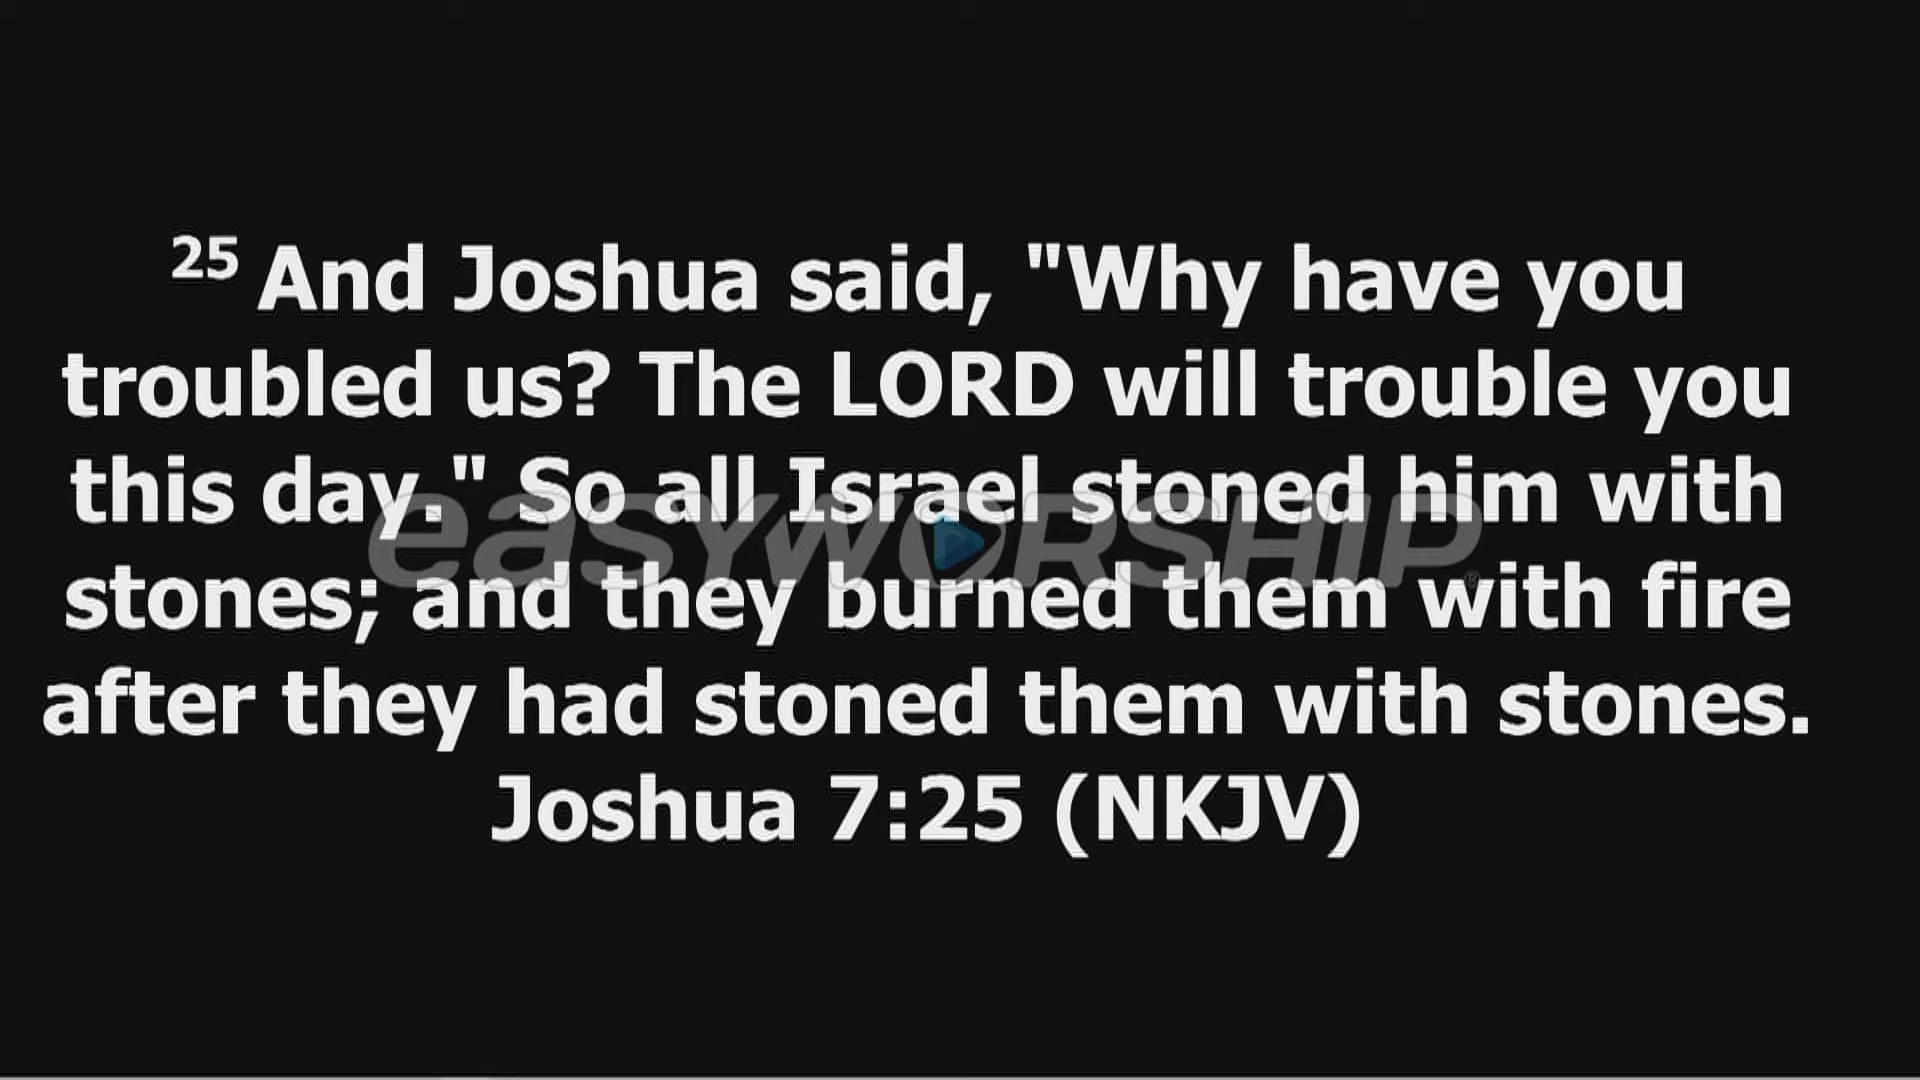 25 And Joshua said, "Why have you
troubled us? The LORD will trouble you
this day." So all Israel stoned him with
stones; and they burned them with fire
after they had stoned them with stones.
Joshua 7:25 (NKJV)
easyWORSHIP®